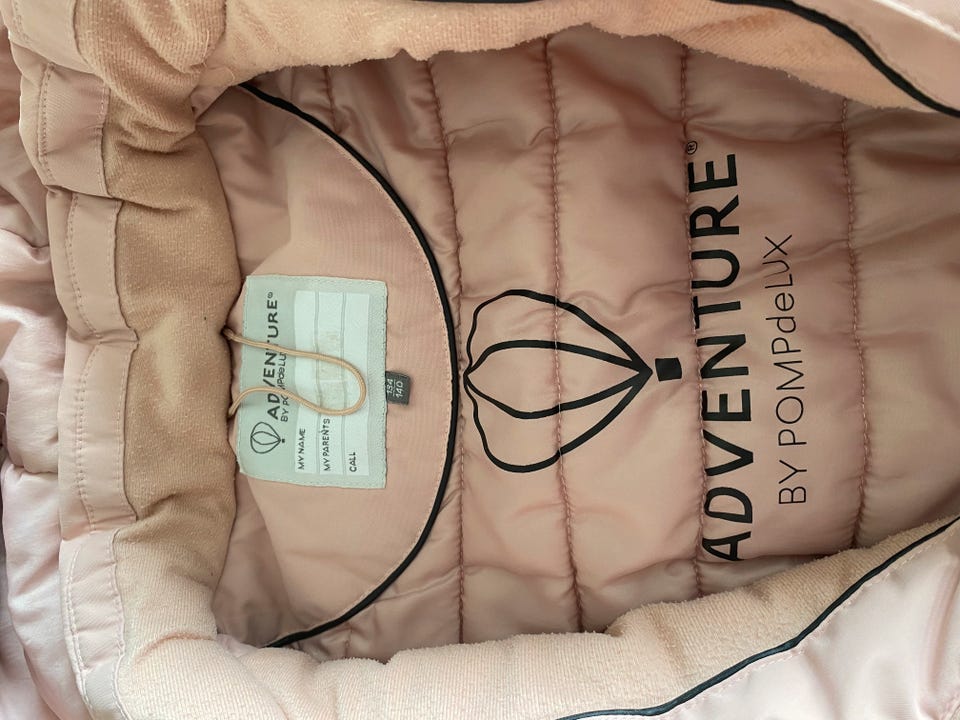 ADVENTURE®
BY POMPdeLUX
MY NAME
MY PARENTS
CALL
134
140
ADVENTURE®
BY POMPdeLUX